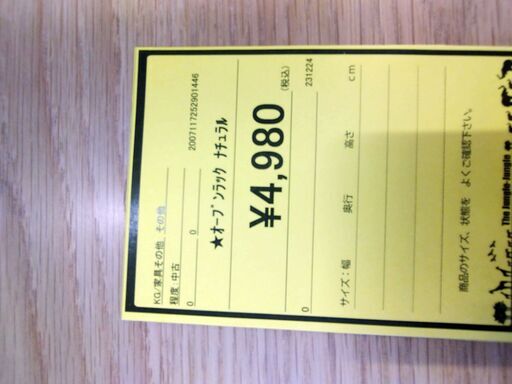 KG/家具その他 その他
程度:中古 2007117252901446
0 0
★ｵｰﾌﾟﾝﾗｯｸ ﾅﾁｭﾗﾙ
¥4,980 (税込)
0 231224
サイズ:幅 奥行 高さ cm
商品のサイズ、状態を よくご確認下さい。
The Jungle-Jungle